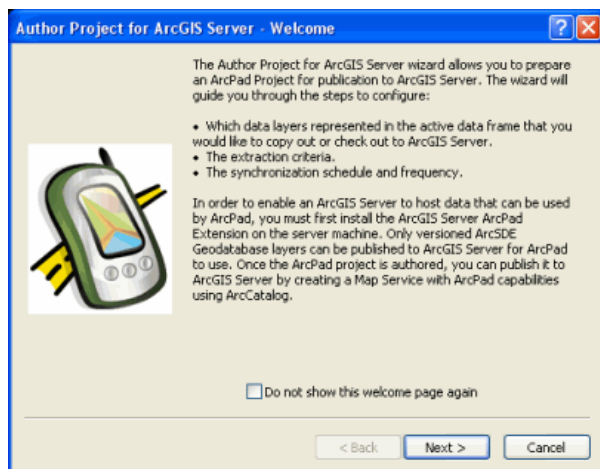 Author Project for ArcGIS Server - Welcome
The Author Project for ArcGIS Server wizard allows you to prepare
an ArcPad Project for publication to ArcGIS Server. The wizard will
guide you through the steps to configure:
• Which data layers represented in the active data frame that you
would like to copy out or check out to ArcGIS Server.
• The extraction criteria.
• The synchronization schedule and frequency.
In order to enable an ArcGIS Server to host data that can be used
by ArcPad, you must first install the ArcGIS Server ArcPad
Extension on the server machine. Only versioned ArcSDE
Geodatabase layers can be published to ArcGIS Server for ArcPad
to use. Once the ArcPad project is authored, you can publish it to
ArcGIS Server by creating a Map Service with ArcPad capabilities
using ArcCatalog.
Do not show this welcome page again
< Back Next > Cancel